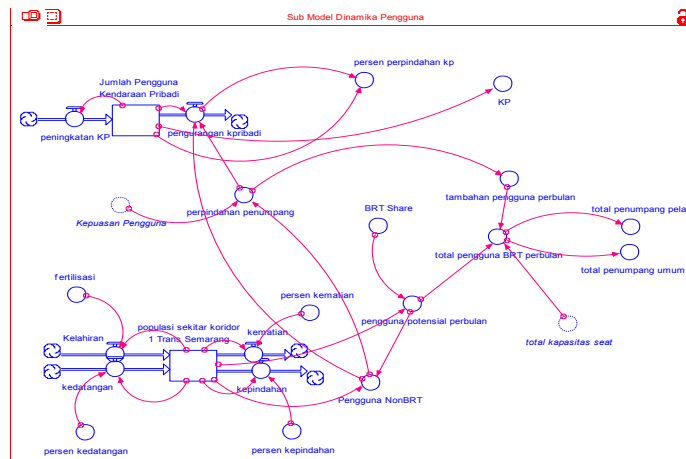 Sub Model Dinamika Pengguna
persen perpindahan kp
Jumlah Pengguna
Kendaraan Pribadi
KP
peningkatan KP
pengurangan kpribadi
tambahan pengguna perbulan
Kepuasan Pengguna
perpindahan penumpang
BRT Share
total penumpang pela
total pengguna BRT perbulan
total penumpang umum
fertilisasi
persen kematian
pengguna potensial perbulan
populasi sekitar koridor
1 Trans Semarang
Kelahiran
kematian
total kapasitas seat
kedatangan
kepindahan
Pengguna NonBRT
persen kedatangan
persen kepindahan